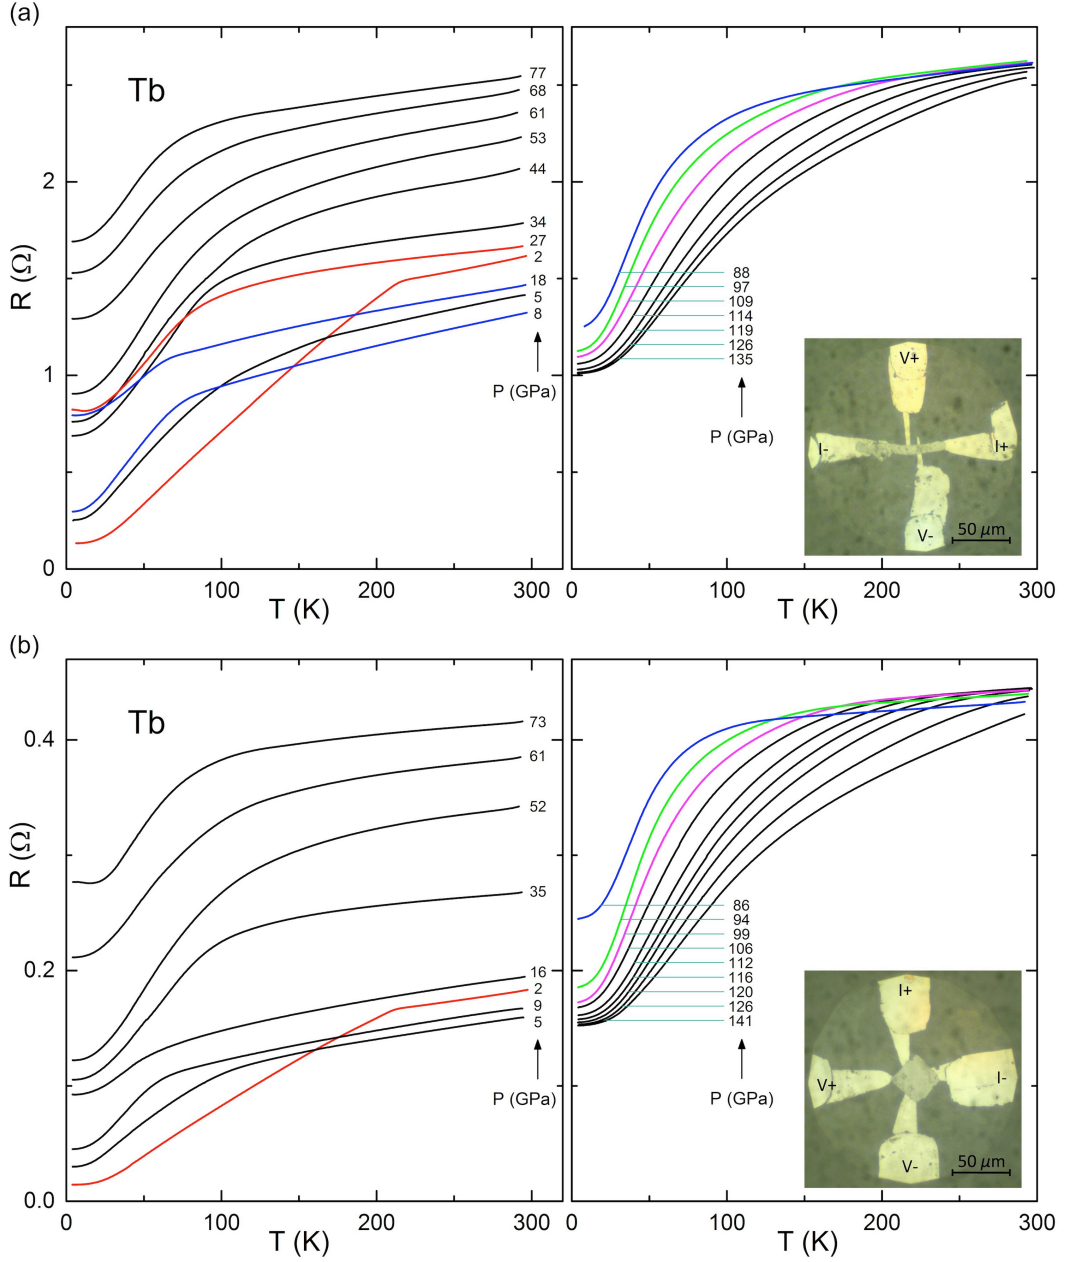 (a)
Tb
77
68
61
53
44
34
27
2
18
5
8
P (GPa)
R (Ω)
2
1
0
0
100
200
300
T (K)
88
97
109
114
119
126
135
P (GPa)
V+
I-
I+
V-
50 μm
0
100
200
300
T (K)
(b)
Tb
73
61
52
35
16
2
9
5
P (GPa)
R (Ω)
0.4
0.2
0.0
0
100
200
300
T (K)
86
94
99
106
112
116
120
126
141
P (GPa)
I+
V+
I-
V-
50 μm
0
100
200
300
T (K)